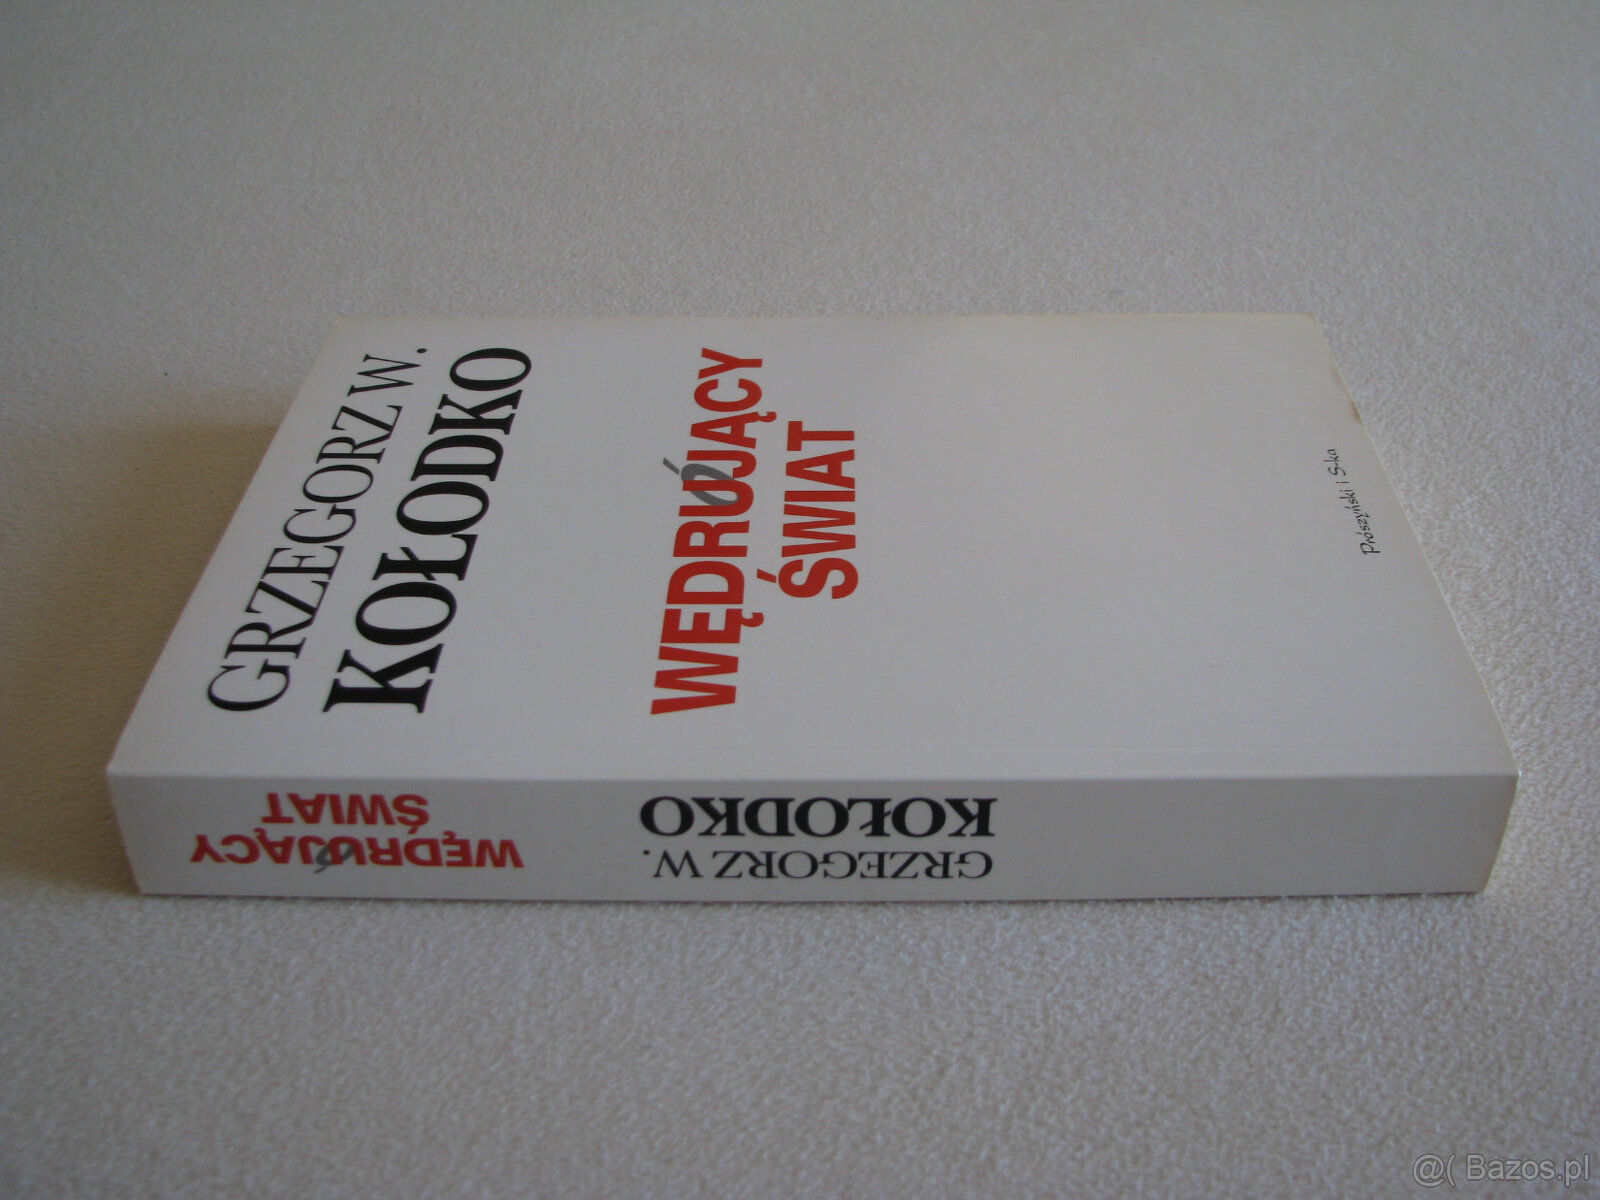 GRZEGORZ W.
KOŁODKO
WĘDRUJĄCY
ŚWIAT
Prószyński i S-ka
GRZEGORZ W.
KOŁODKO
WĘDRUJĄCY
ŚWIAT
@( Bazos.pl